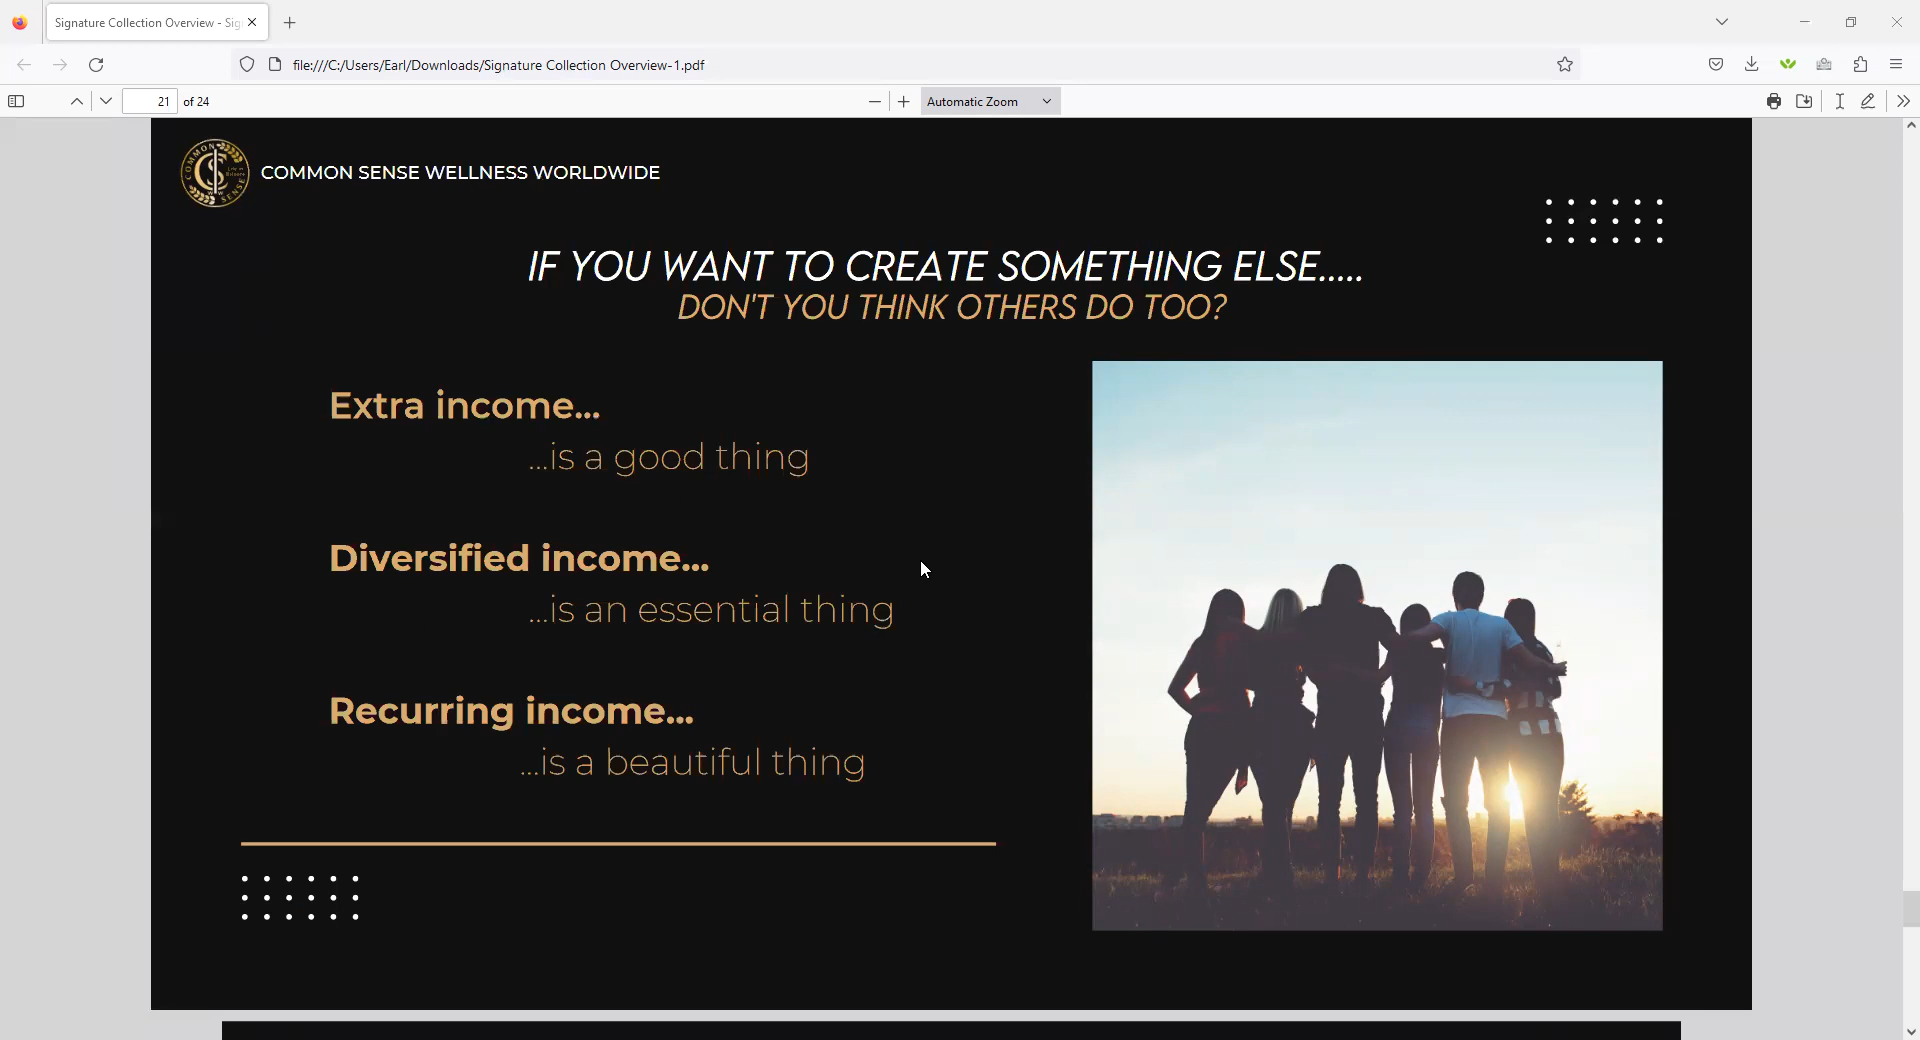 Signature Collection Overview - Sig
file:///C:/Users/Earl/Downloads/Signature Collection Overview-1.pdf
21 of 24
Automatic Zoom
COMMON SENSE
COMMON SENSE WELLNESS WORLDWIDE
IF YOU WANT TO CREATE SOMETHING ELSE.....
DON'T YOU THINK OTHERS DO TOO?
Extra income...
...is a good thing
Diversified income...
...is an essential thing
Recurring income...
...is a beautiful thing